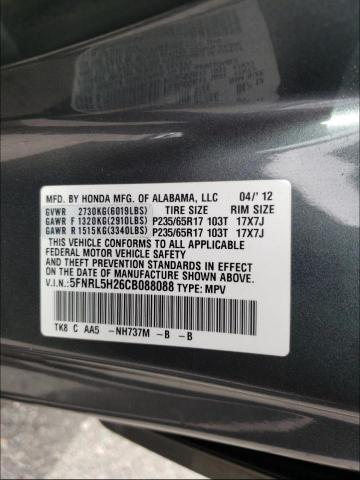 MFD. BY HONDA MFG. OF ALABAMA, LLC 04/'12
GVWR 2730KG(6019LBS) TIRE SIZE RIM SIZE
GAWR F 1320KG(2910LBS) P235/65R17 103T 17X7J
GAWR R 1515KG(3340LBS) P235/65R17 103T 17X7J
THIS VEHICLE CONFORMS TO ALL APPLICABLE
FEDERAL MOTOR VEHICLE SAFETY, BUMPER,
AND THEFT PREVENTION STANDARDS IN EFFECT
ON THE DATE OF MANUFACTURE SHOWN ABOVE.
V.I.N.: 5FNRL5H26CB088088 TYPE: MPV
TK8 C AA5 -NH737M -B -B